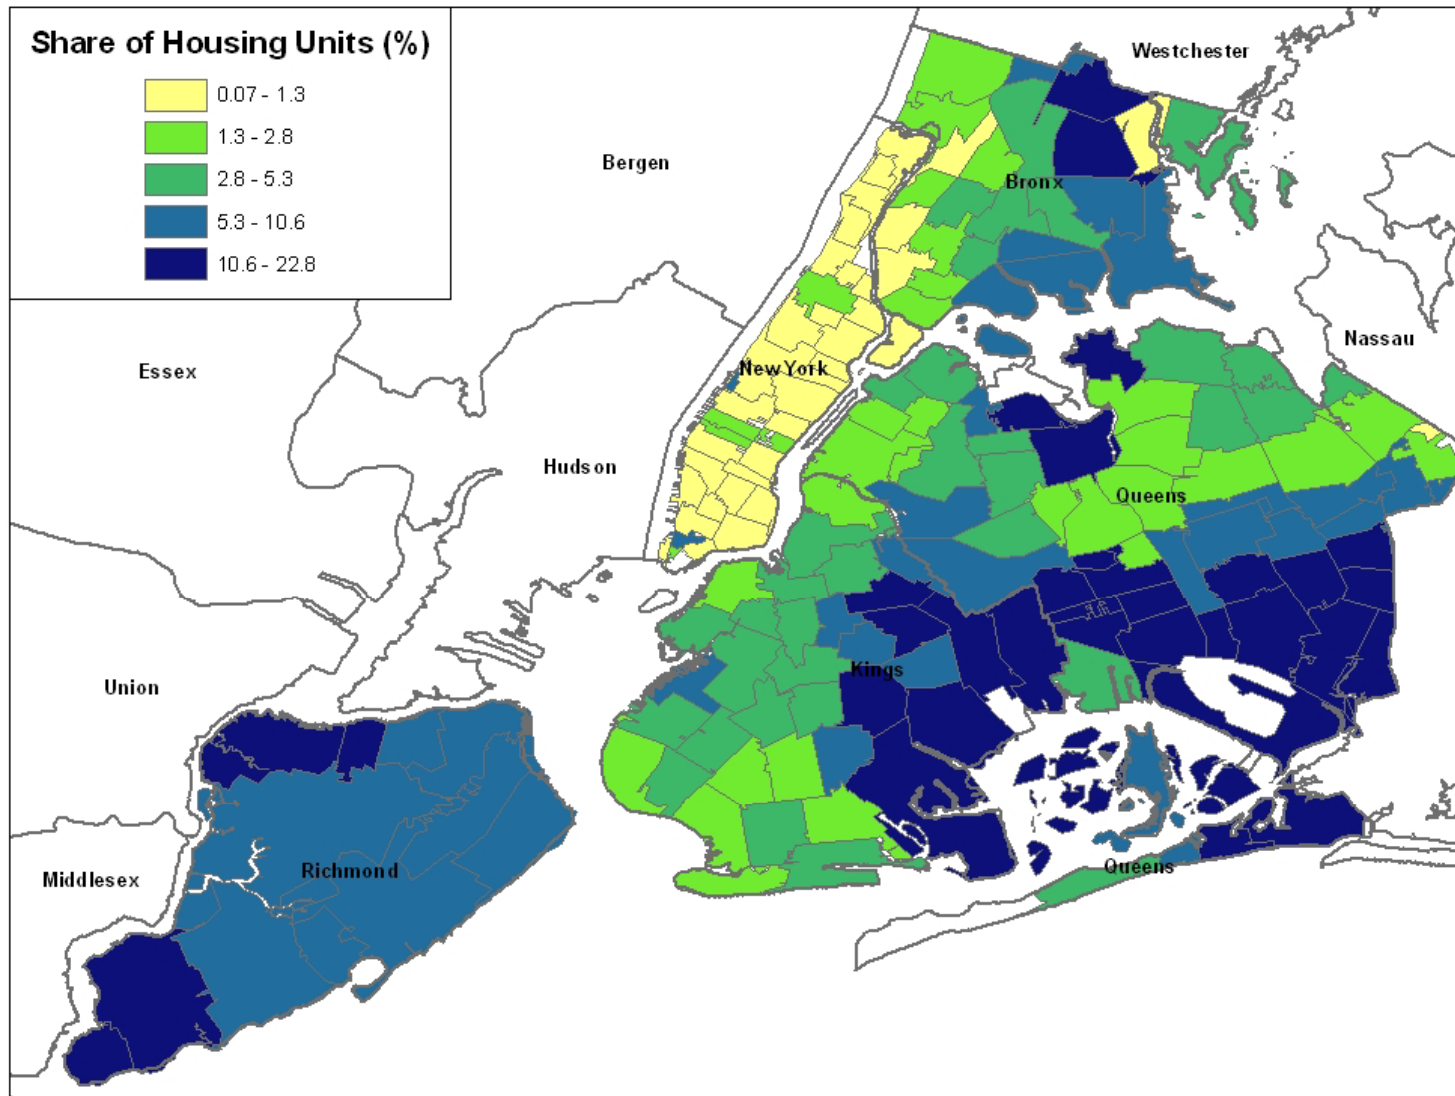 Share of Housing Units (%)
0.07 - 1.3
1.3 - 2.8
2.8 - 5.3
5.3 - 10.6
10.6 - 22.8
Westchester
Bergen
Bronx
Nassau
Essex
New York
Hudson
Queens
Kings
Union
Richmond
Middlesex
Queens